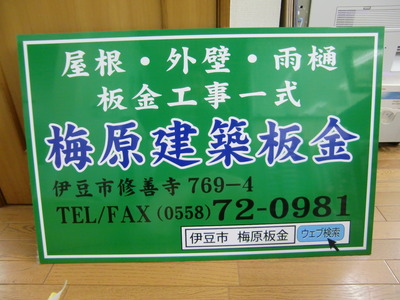 屋根・外壁・雨樋
板金工事一式
梅原建築板金
伊豆市修善寺769-4
TEL/FAX (0558)72-0981
伊豆市 梅原板金 ウェブ検索